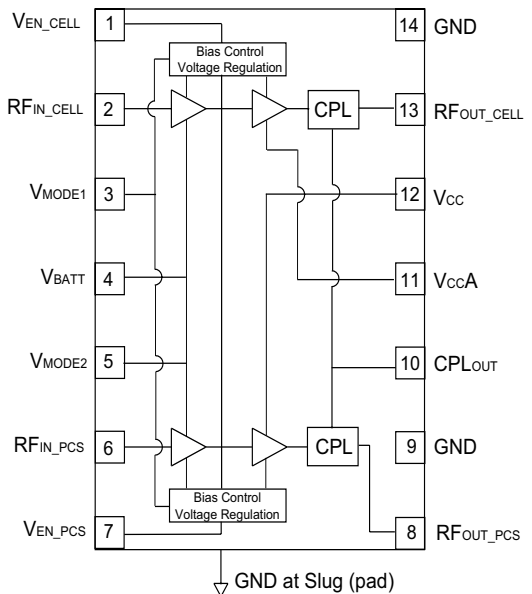 VEN_CELL 1
14 GND
Bias Control
Voltage Regulation
RFIN_CELL 2
CPL
13 RFOUT_CELL
VMODE1 3
12 VCC
VBATT 4
11 VCCA
VMODE2 5
10 CPLOUT
RFIN_PCS 6
CPL
9 GND
Bias Control
Voltage Regulation
VEN_PCS 7
8 RFOUT_PCS
GND at Slug (pad)